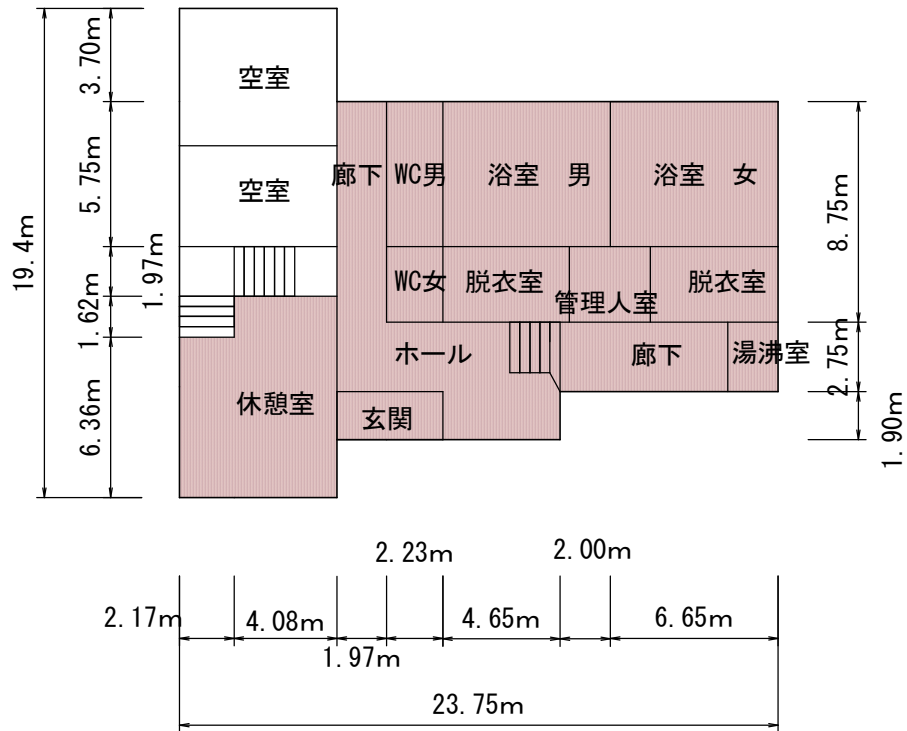 空室
空室
廊下
WC男
浴室　男
浴室　女
WC女
脱衣室
管理人室
脱衣室
ホール
廊下
湯沸室
休憩室
玄関
19.4m
3.70m
5.75m
1.97m
1.62m
6.36m
8.75m
2.75m
1.90m
2.23m
2.00m
2.17m
4.08m
1.97m
4.65m
6.65m
23.75m